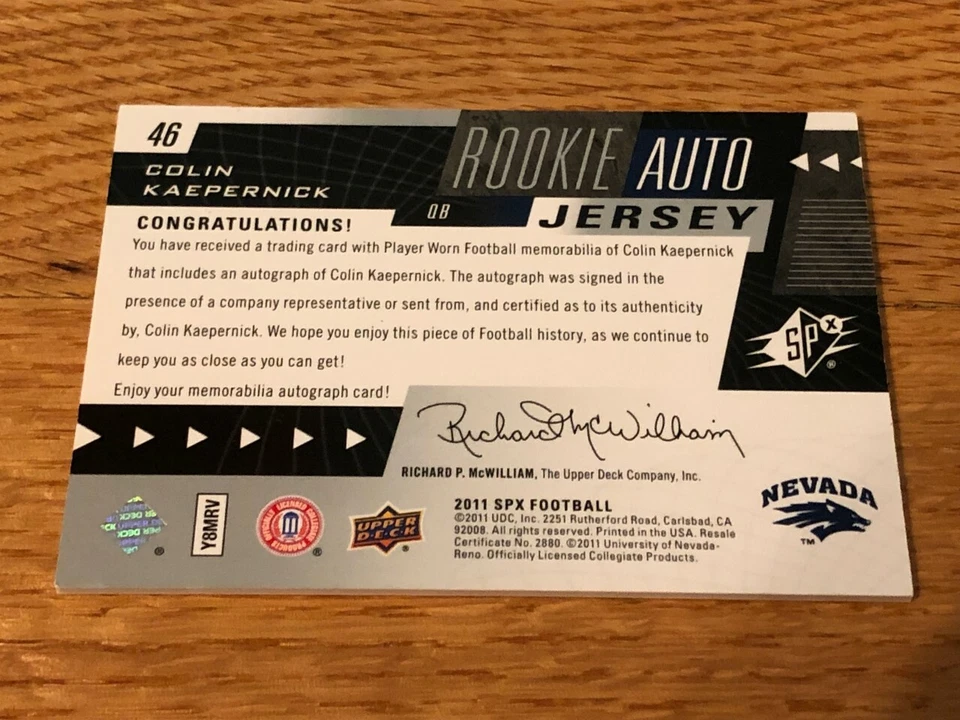 46
COLIN
KAEPERNICK
QB
ROOKIE AUTO
JERSEY
CONGRATULATIONS!
You have received a trading card with Player Worn Football memorabilia of Colin Kaepernick
that includes an autograph of Colin Kaepernick. The autograph was signed in the
presence of a company representative or sent from, and certified as to its authenticity
by, Colin Kaepernick. We hope you enjoy this piece of Football history, as we continue to
keep you as close as you can get!
Enjoy your memorabilia autograph card!
SPX
®
Richard McWilliam
RICHARD P. McWILLIAM, The Upper Deck Company, Inc.
®
Y8MRV
OFFICIALLY LICENSED COLLEGIATE PRODUCTS
®
UPPER
DECK
®
2011 SPX FOOTBALL
©2011 UDC, Inc. 2251 Rutherford Road, Carlsbad, CA
92008. All rights reserved. Printed in the USA. Resale
Certificate No. 2880. ©2011 University of Nevada-
Reno. Officially Licensed Collegiate Products.
NEVADA
TM